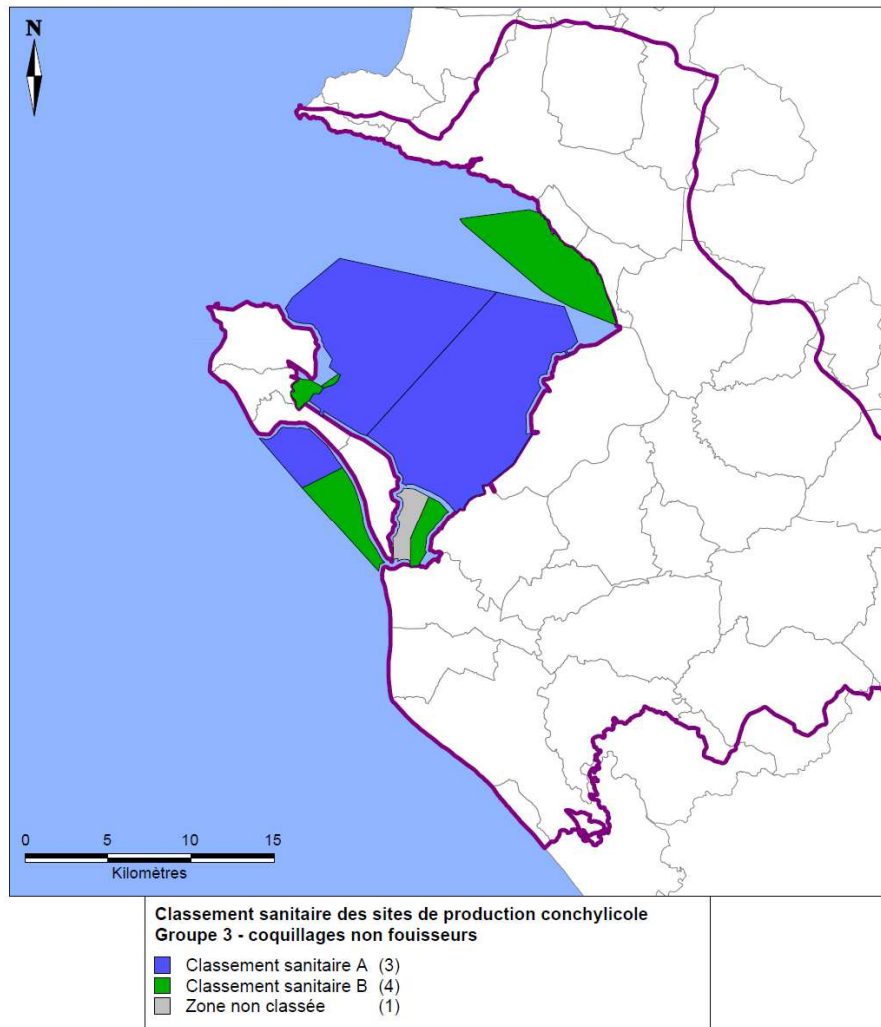 N
0 5 10 15
Kilomètres
Classement sanitaire des sites de production conchylicole
Groupe 3 - coquillages non fouisseurs
Classement sanitaire A (3)
Classement sanitaire B (4)
Zone non classée (1)